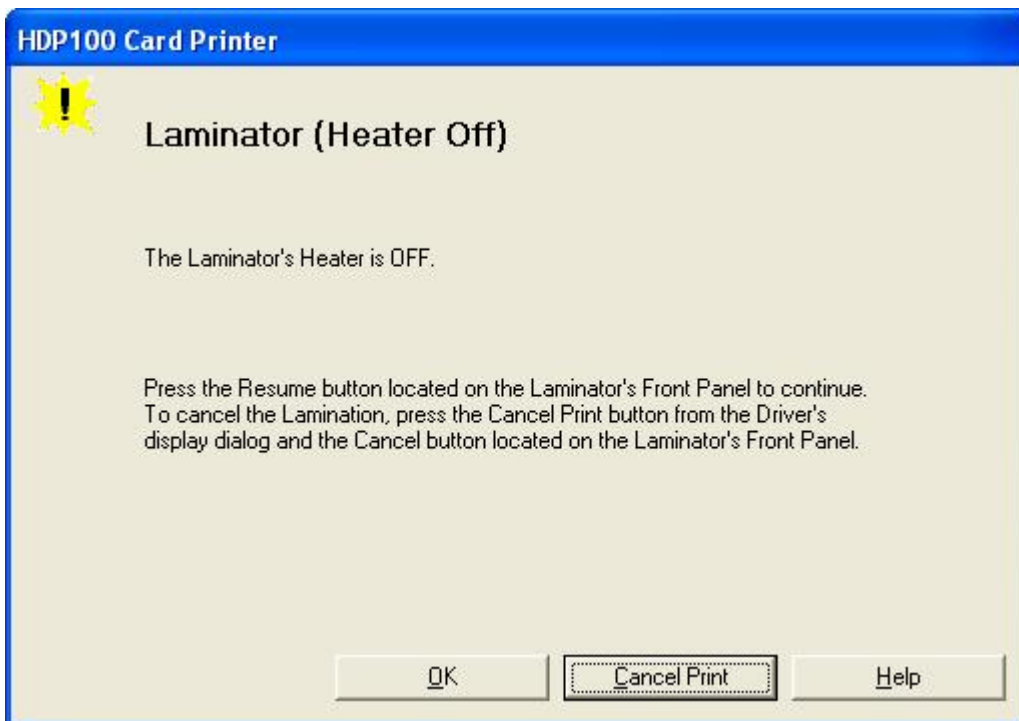 HDP100 Card Printer
Laminator (Heater Off)
The Laminator's Heater is OFF.
Press the Resume button located on the Laminator's Front Panel to continue.
To cancel the Lamination, press the Cancel Print button from the Driver's
display dialog and the Cancel button located on the Laminator's Front Panel.
OK
Cancel Print
Help